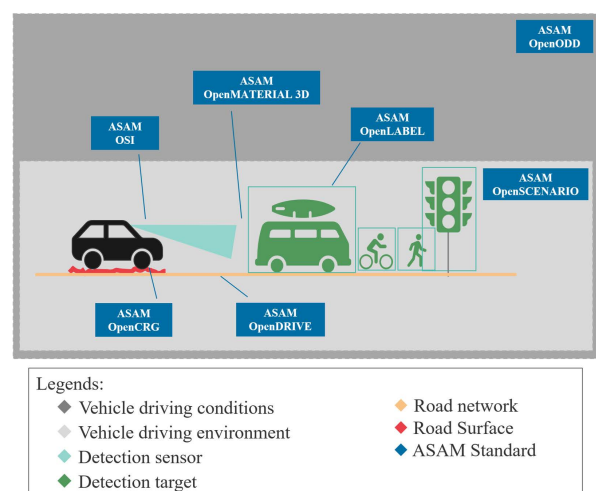 ASAM
OpenODD
ASAM
OpenMATERIAL 3D
ASAM
OpenLABEL
ASAM
OSI
ASAM
OpenSCENARIO
ASAM
OpenCRG
ASAM
OpenDRIVE
Legends:
Vehicle driving conditions
Vehicle driving environment
Detection sensor
Detection target
Road network
Road Surface
ASAM Standard